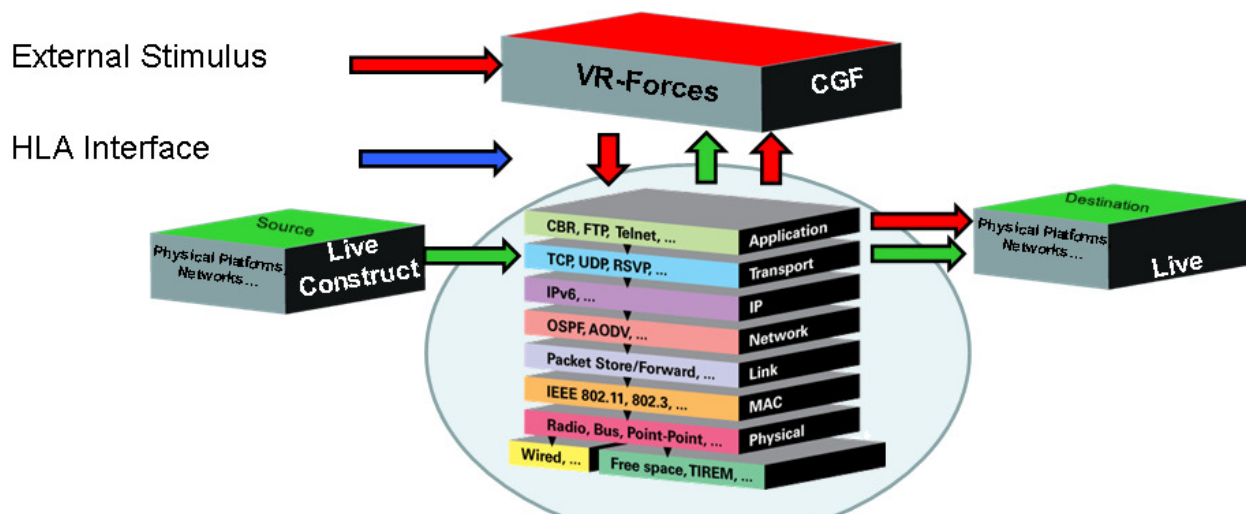 External Stimulus
VR-Forces
CGF
HLA Interface
Source
Physical Platforms,
Networks...
Live
Construct
CBR, FTP, Telnet, ...
Application
TCP, UDP, RSVP, ...
Transport
IPv6, ...
IP
OSPF, AODV, ...
Network
Packet Store/Forward, ...
Link
IEEE 802.11, 802.3, ...
MAC
Radio, Bus, Point-Point, ...
Physical
Wired, ...
Free space, TIREM, ...
Destination
Physical Platforms
Networks...
Live